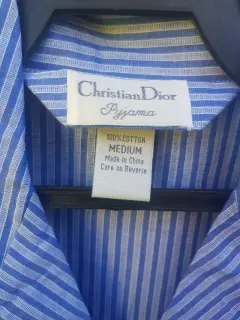 Christian Dior
Pyjama
100% COTTON
MEDIUM
Made in China
Care on Reverse